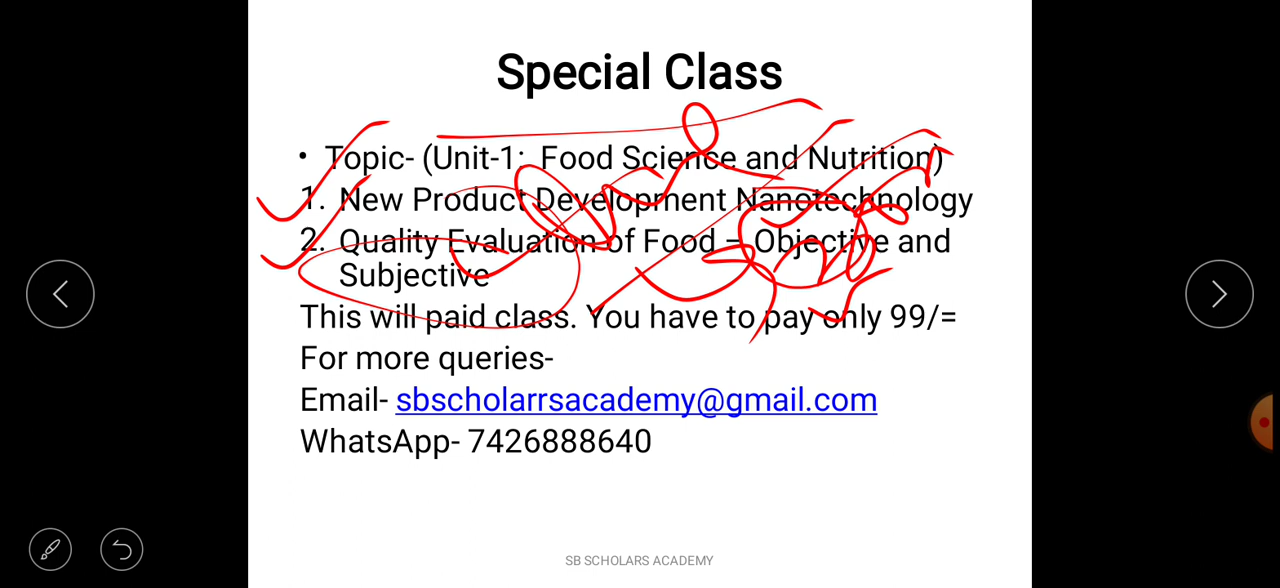 Special Class
• Topic- (Unit-1: Food Science and Nutrition)
1. New Product Development Nanotechnology
2. Quality Evaluation of Food – Objective and
Subjective
This will paid class. You have to pay only 99/=
For more queries-
Email- sbscholarrsacademy@gmail.com
WhatsApp- 7426888640
SB SCHOLARS ACADEMY